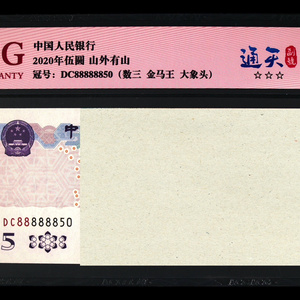 G 中国人民银行
ANTY 2020年伍圆 山外有山
冠号：DC88888850（数三 金马王 大象头）
通天
☆☆☆
中
DC88888850
5